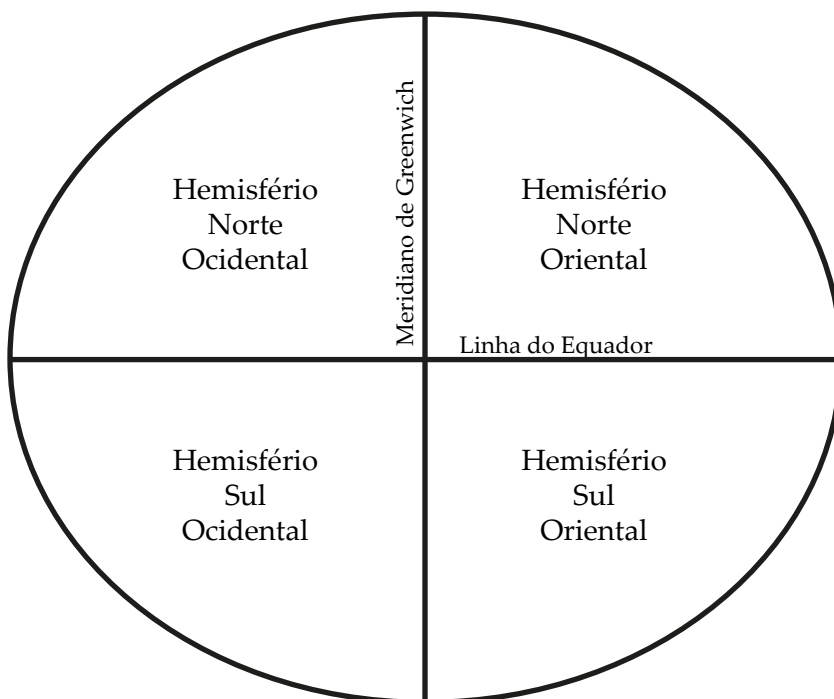 Hemisfério
Norte
Ocidental
Meridiano de Greenwich
Hemisfério
Norte
Oriental
Linha do Equador
Hemisfério
Sul
Ocidental
Hemisfério
Sul
Oriental